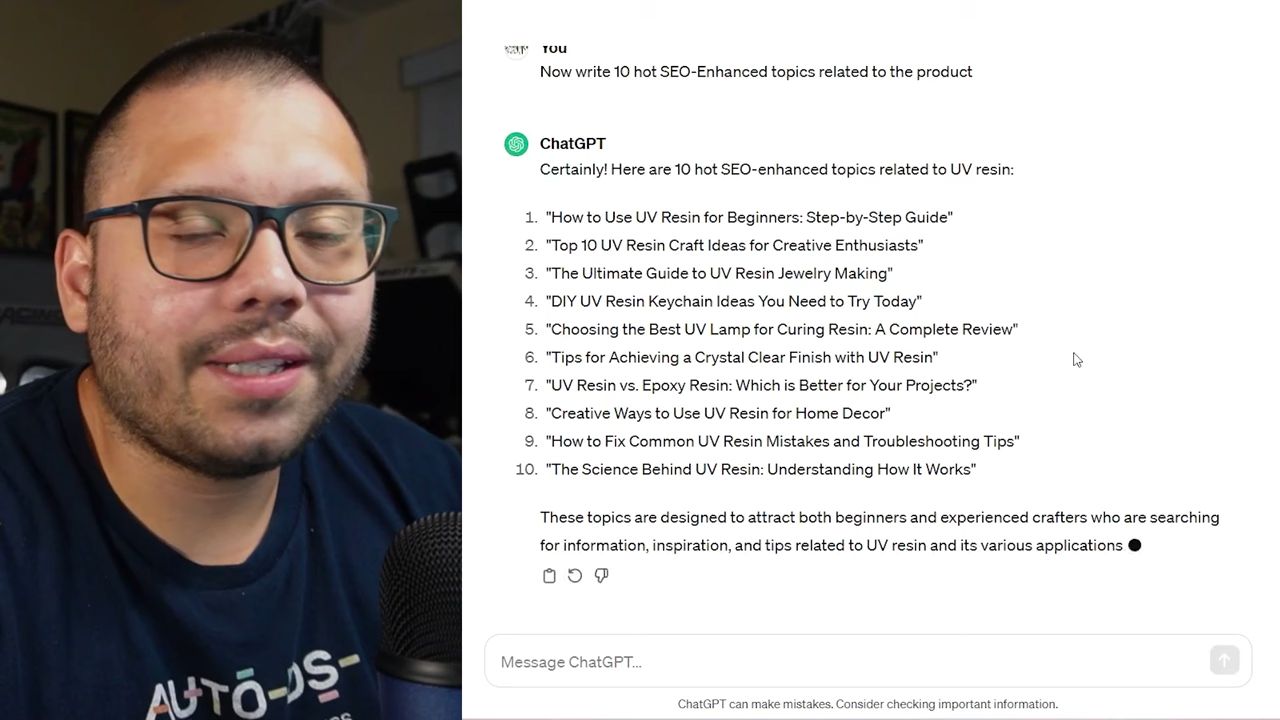 You
Now write 10 hot SEO-Enhanced topics related to the product
ChatGPT
Certainly! Here are 10 hot SEO-enhanced topics related to UV resin:
1. "How to Use UV Resin for Beginners: Step-by-Step Guide"
2. "Top 10 UV Resin Craft Ideas for Creative Enthusiasts"
3. "The Ultimate Guide to UV Resin Jewelry Making"
4. "DIY UV Resin Keychain Ideas You Need to Try Today"
5. "Choosing the Best UV Lamp for Curing Resin: A Complete Review"
6. "Tips for Achieving a Crystal Clear Finish with UV Resin"
7. "UV Resin vs. Epoxy Resin: Which is Better for Your Projects?"
8. "Creative Ways to Use UV Resin for Home Decor"
9. "How to Fix Common UV Resin Mistakes and Troubleshooting Tips"
10. "The Science Behind UV Resin: Understanding How It Works"
These topics are designed to attract both beginners and experienced crafters who are searching
for information, inspiration, and tips related to UV resin and its various applications
Message ChatGPT...
ChatGPT can make mistakes. Consider checking important information.
AUTO-DS-